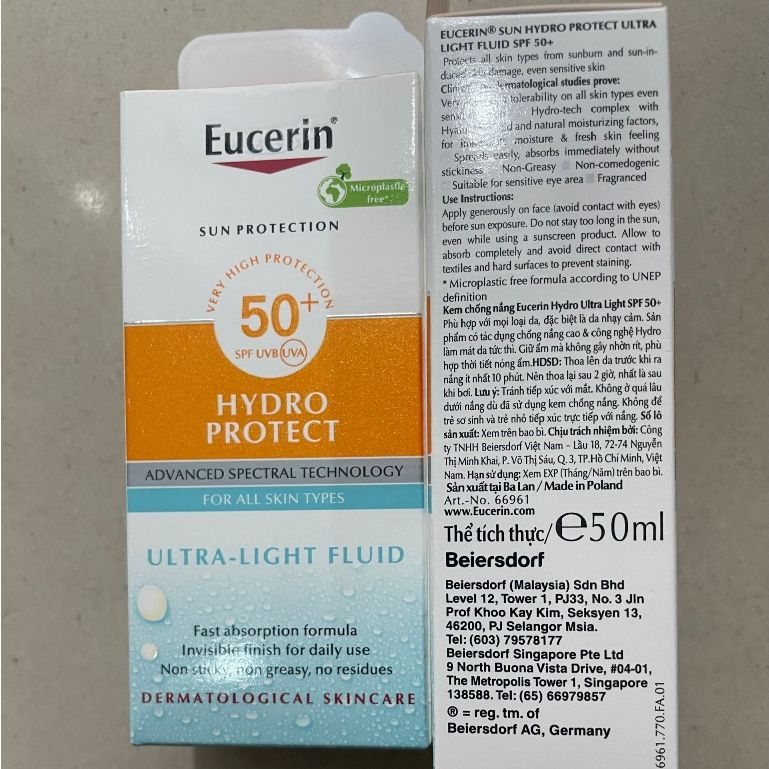 Eucerin®
Microplastic
free*
SUN PROTECTION
VERY HIGH PROTECTION
50+
SPF UVB UVA
HYDRO
PROTECT
ADVANCED SPECTRAL TECHNOLOGY
FOR ALL SKIN TYPES
ULTRA-LIGHT FLUID
Fast absorption formula
Invisible finish for daily use
Non sticky, non greasy, no residues
DERMATOLOGICAL SKINCARE
EUCERIN® SUN HYDRO PROTECT ULTRA
LIGHT FLUID SPF 50+
Protects all skin types from sunburn and sun-in-
duced damage, even sensitive skin
dermatological studies prove:
Very tolerability on all skin types even
Hydro-tech complex with
and natural moisturizing factors,
for moisture & fresh skin feeling
Spreads easily, absorbs immediately without
stickiness Non-Greasy Non-comedogenic
Suitable for sensitive eye area Fragranced
Use Instructions:
Apply generously on face (avoid contact with eyes)
before sun exposure. Do not stay too long in the sun,
even while using a sunscreen product. Allow to
absorb completely and avoid direct contact with
textiles and hard surfaces to prevent staining.
* Microplastic free formula according to UNEP
definition
Kem chống nắng Eucerin Hydro Ultra Light SPF 50+
Phù hợp với mọi loại da, đặc biệt là da nhạy cảm. Sản
phẩm có tác dụng chống nắng cao & công nghệ Hydro
làm mát da tức thì. Giữ ẩm mà không gây nhờn rít, phù
hợp thời tiết nóng ẩm.HDSD: Thoa lên da trước khi ra
nắng ít nhất 10 phút. Nên thoa lại sau 2 giờ, nhất là sau
khi bơi. Lưu ý: Tránh tiếp xúc với mắt. Không ở quá lâu
dưới nắng dù đã sử dụng kem chống nắng. Không để
trẻ sơ sinh và trẻ nhỏ tiếp xúc trực tiếp với nắng. Số lô
sản xuất: Xem trên bao bì. Chịu trách nhiệm bởi: Công
ty TNHH Beiersdorf Việt Nam – Lầu 18, 72-74 Nguyễn
Thị Minh Khai, P. Võ Thị Sáu, Q. 3, TP.Hồ Chí Minh, Việt
Nam. Hạn sử dụng: Xem EXP (Tháng/Năm) trên bao bì.
Sản xuất tại Ba Lan / Made in Poland
Art.-No. 66961
www.Eucerin.com
Thể tích thực/℮50ml
Beiersdorf
Beiersdorf (Malaysia) Sdn Bhd
Level 12, Tower 1, PJ33, No. 3 Jln
Prof Khoo Kay Kim, Seksyen 13,
46200, PJ Selangor Msia.
Tel: (603) 79578177
Beiersdorf Singapore Pte Ltd
9 North Buona Vista Drive, #04-01,
The Metropolis Tower 1, Singapore
138588. Tel: (65) 66979857
® = reg. tm. of
Beiersdorf AG, Germany
6961.770.FA.01